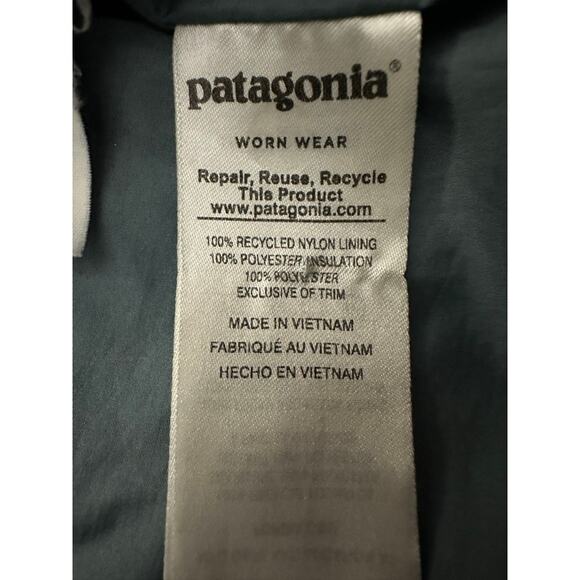 patagonia®
WORN WEAR
Repair, Reuse, Recycle
This Product
www.patagonia.com
100% RECYCLED NYLON LINING
100% POLYESTER INSULATION
100% POLYESTER
EXCLUSIVE OF TRIM
MADE IN VIETNAM
FABRIQUÉ AU VIETNAM
HECHO EN VIETNAM